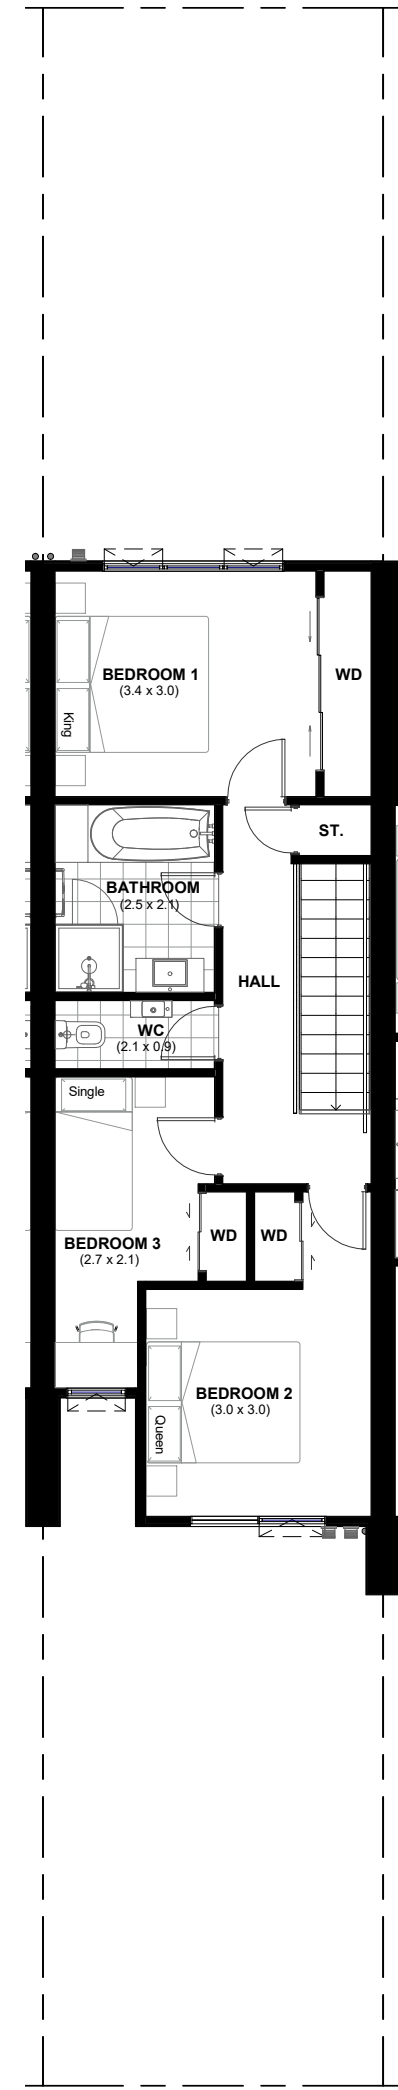 BEDROOM 1
(3.4 x 3.0)
WD
King
ST.
BATHROOM
(2.5 x 2.1)
HALL
WC
(2.1 x 0.9)
Single
BEDROOM 3
(2.7 x 2.1)
WD
WD
BEDROOM 2
(3.0 x 3.0)
Queen